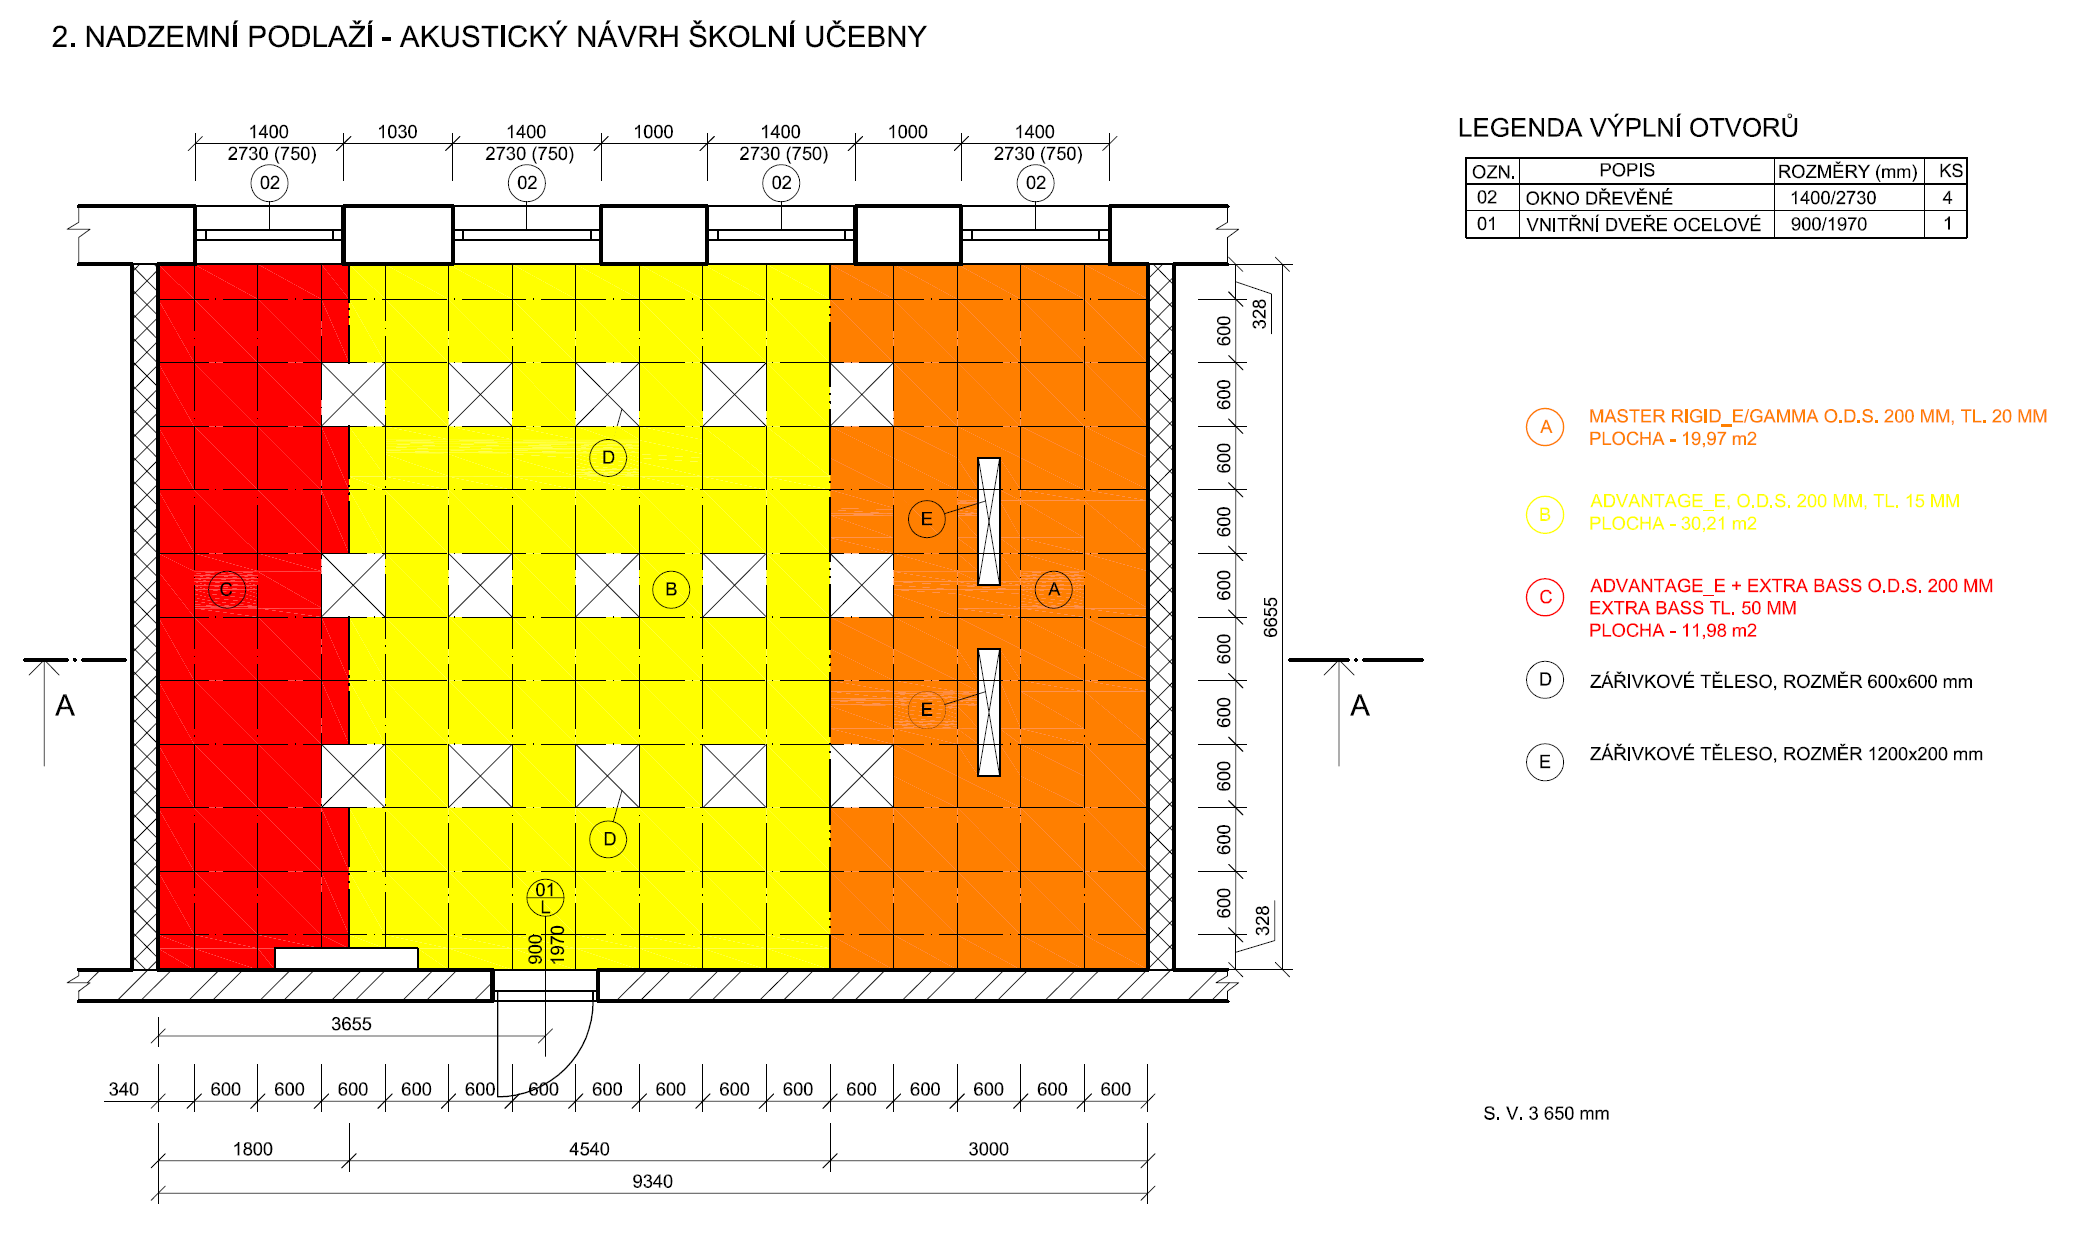 2. NADZEMNÍ PODLAŽÍ - AKUSTICKÝ NÁVRH ŠKOLNÍ UČEBNY
1400 1030 1400 1000 1400 1000 1400
2730 (750) 2730 (750) 2730 (750) 2730 (750)
02 02 02 02
LEGENDA VÝPLNÍ OTVORŮ
OZN. POPIS ROZMĚRY (mm) KS
02 OKNO DŘEVĚNÉ 1400/2730 4
01 VNITŘNÍ DVEŘE OCELOVÉ 900/1970 1
328
600
600
600
600
600
600
600
600
600
600
328
6655
D
E
C
B
A
E
D
A
A
01
L
900
1970
A MASTER RIGID_E/GAMMA O.D.S. 200 MM, TL. 20 MM
PLOCHA - 19,97 m2
B ADVANTAGE_E, O.D.S. 200 MM, TL. 15 MM
PLOCHA - 30,21 m2
C ADVANTAGE_E + EXTRA BASS O.D.S. 200 MM
EXTRA BASS TL. 50 MM
PLOCHA - 11,98 m2
D ZÁŘIVKOVÉ TĚLESO, ROZMĚR 600x600 mm
E ZÁŘIVKOVÉ TĚLESO, ROZMĚR 1200x200 mm
3655
340 600 600 600 600 600 600 600 600 600 600 600 600 600 600 600
1800 4540 3000
9340
S. V. 3 650 mm